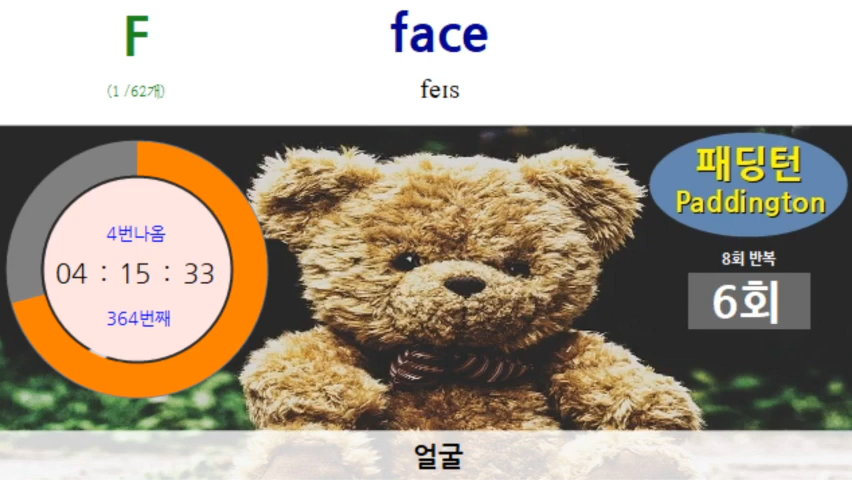 F
face
(1 /62개)
feɪs
패딩턴
Paddington
4번나옴
04 : 15 : 33
364번째
8회 반복
6회
얼굴